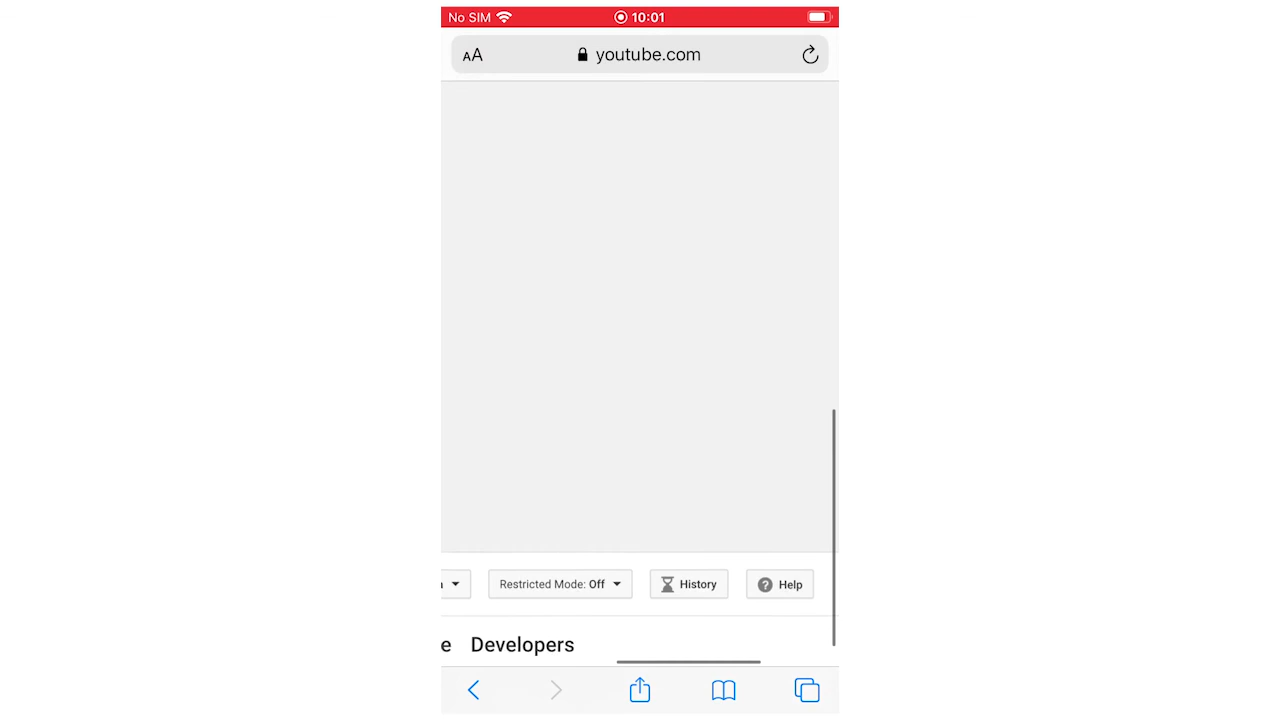 No SIM 10:01
AA youtube.com
Restricted Mode: Off History Help
e Developers